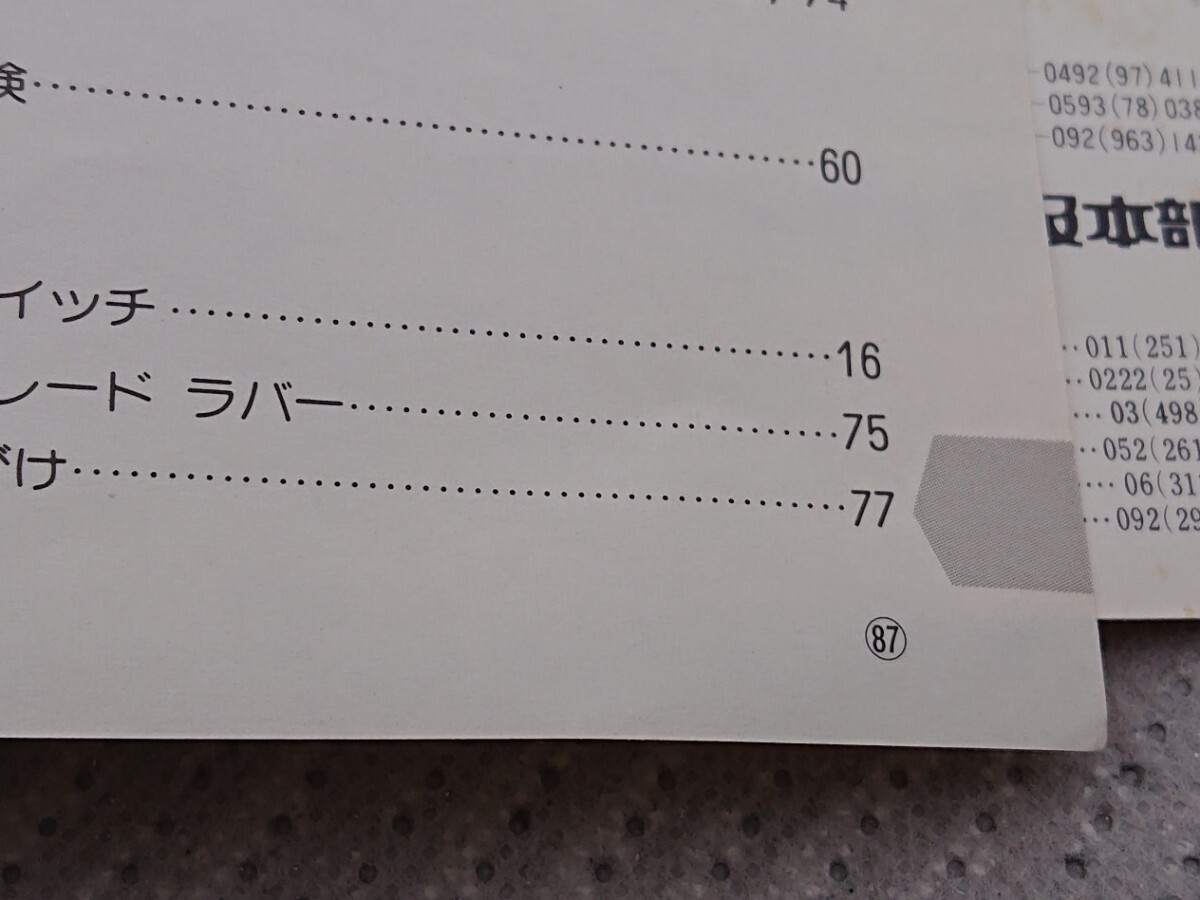 検……60
イッチ……16
レード ラバー……75
がけ……77
87
0492(97)411
0593(78)038
092(963)14
本部
011(251)
0222(25)
03(498
052(261
06(31
092(29